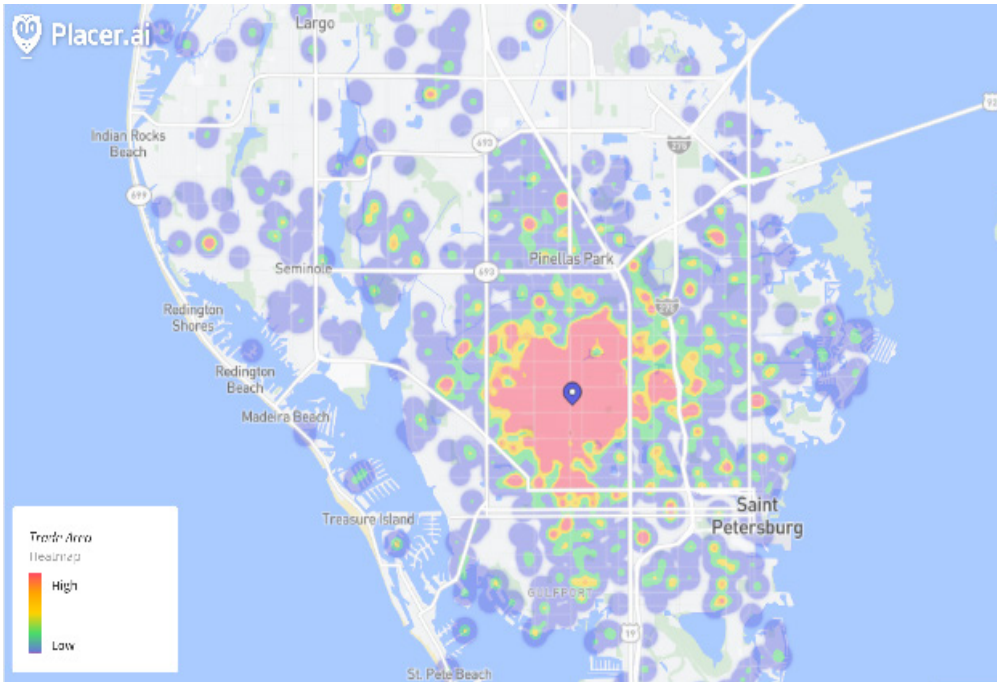 Placer.ai
Largo
Indian Rocks
Beach
693
275
92
699
Pinellas Park
Seminole
693
Redington
Shores
Redington
Beach
Madeira Beach
Saint
Petersburg
Treasure Island
Trade Area
Heatmap
High
Low
GULFPORT
19
St. Pete Beach